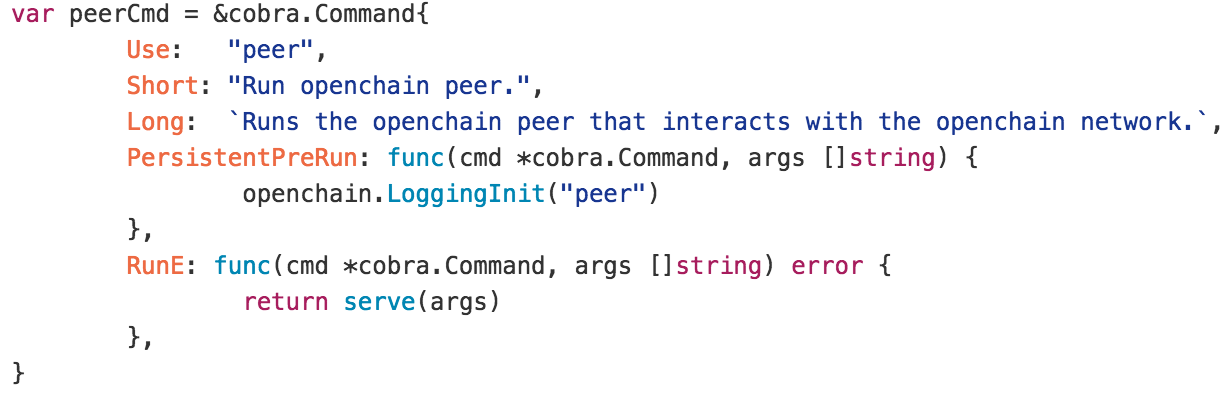 var peerCmd = &cobra.Command{
        Use:   "peer",
        Short: "Run openchain peer.",
        Long:  `Runs the openchain peer that interacts with the openchain network.`,
        PersistentPreRun: func(cmd *cobra.Command, args []string) {
                openchain.LoggingInit("peer")
        },
        RunE: func(cmd *cobra.Command, args []string) error {
                return serve(args)
        },
}